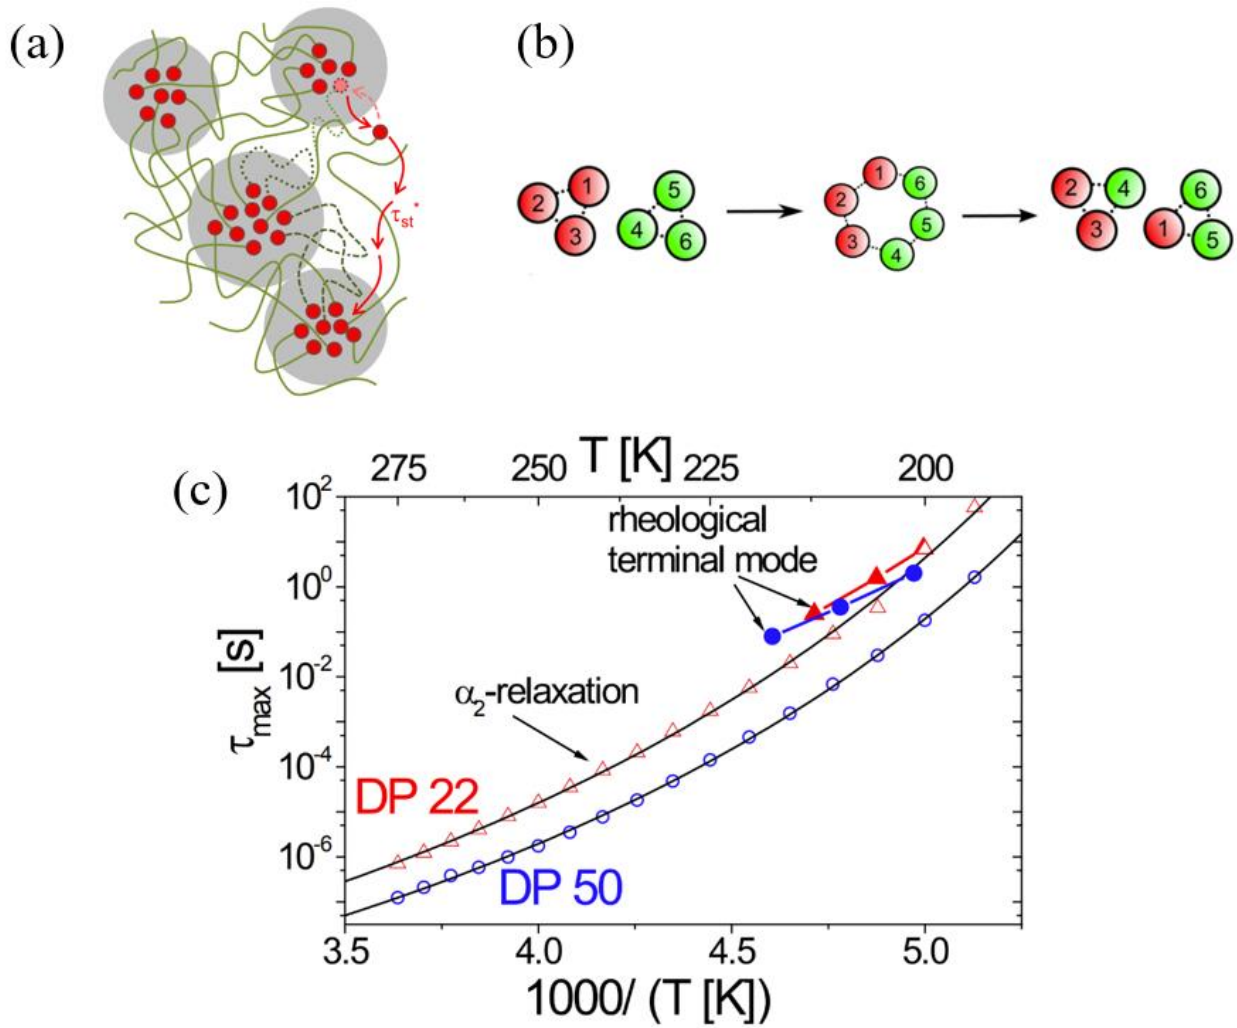 (a)
τst*
(b)
1
2
3
5
4
6
1
6
2
5
3
4
2
4
3
6
1
5
(c)
T [K]
275 250 225 200
10²
10⁰
10⁻²
10⁻⁴
10⁻⁶
τmax [s]
rheological
terminal mode
α₂-relaxation
DP 22
DP 50
3.5 4.0 4.5 5.0
1000/ (T [K])